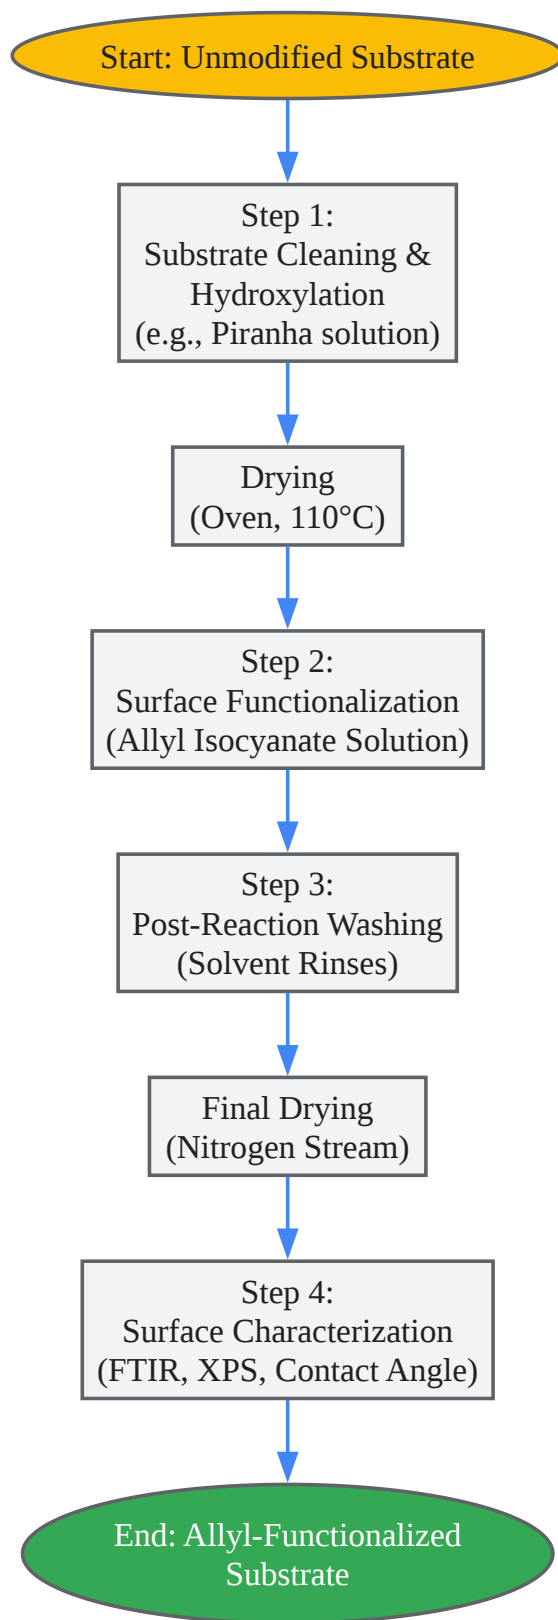 Start: Unmodified Substrate
Step 1:
Substrate Cleaning &
Hydroxylation
(e.g., Piranha solution)
Drying
(Oven, 110°C)
Step 2:
Surface Functionalization
(Allyl Isocyanate Solution)
Step 3:
Post-Reaction Washing
(Solvent Rinses)
Final Drying
(Nitrogen Stream)
Step 4:
Surface Characterization
(FTIR, XPS, Contact Angle)
End: Allyl-Functionalized
Substrate